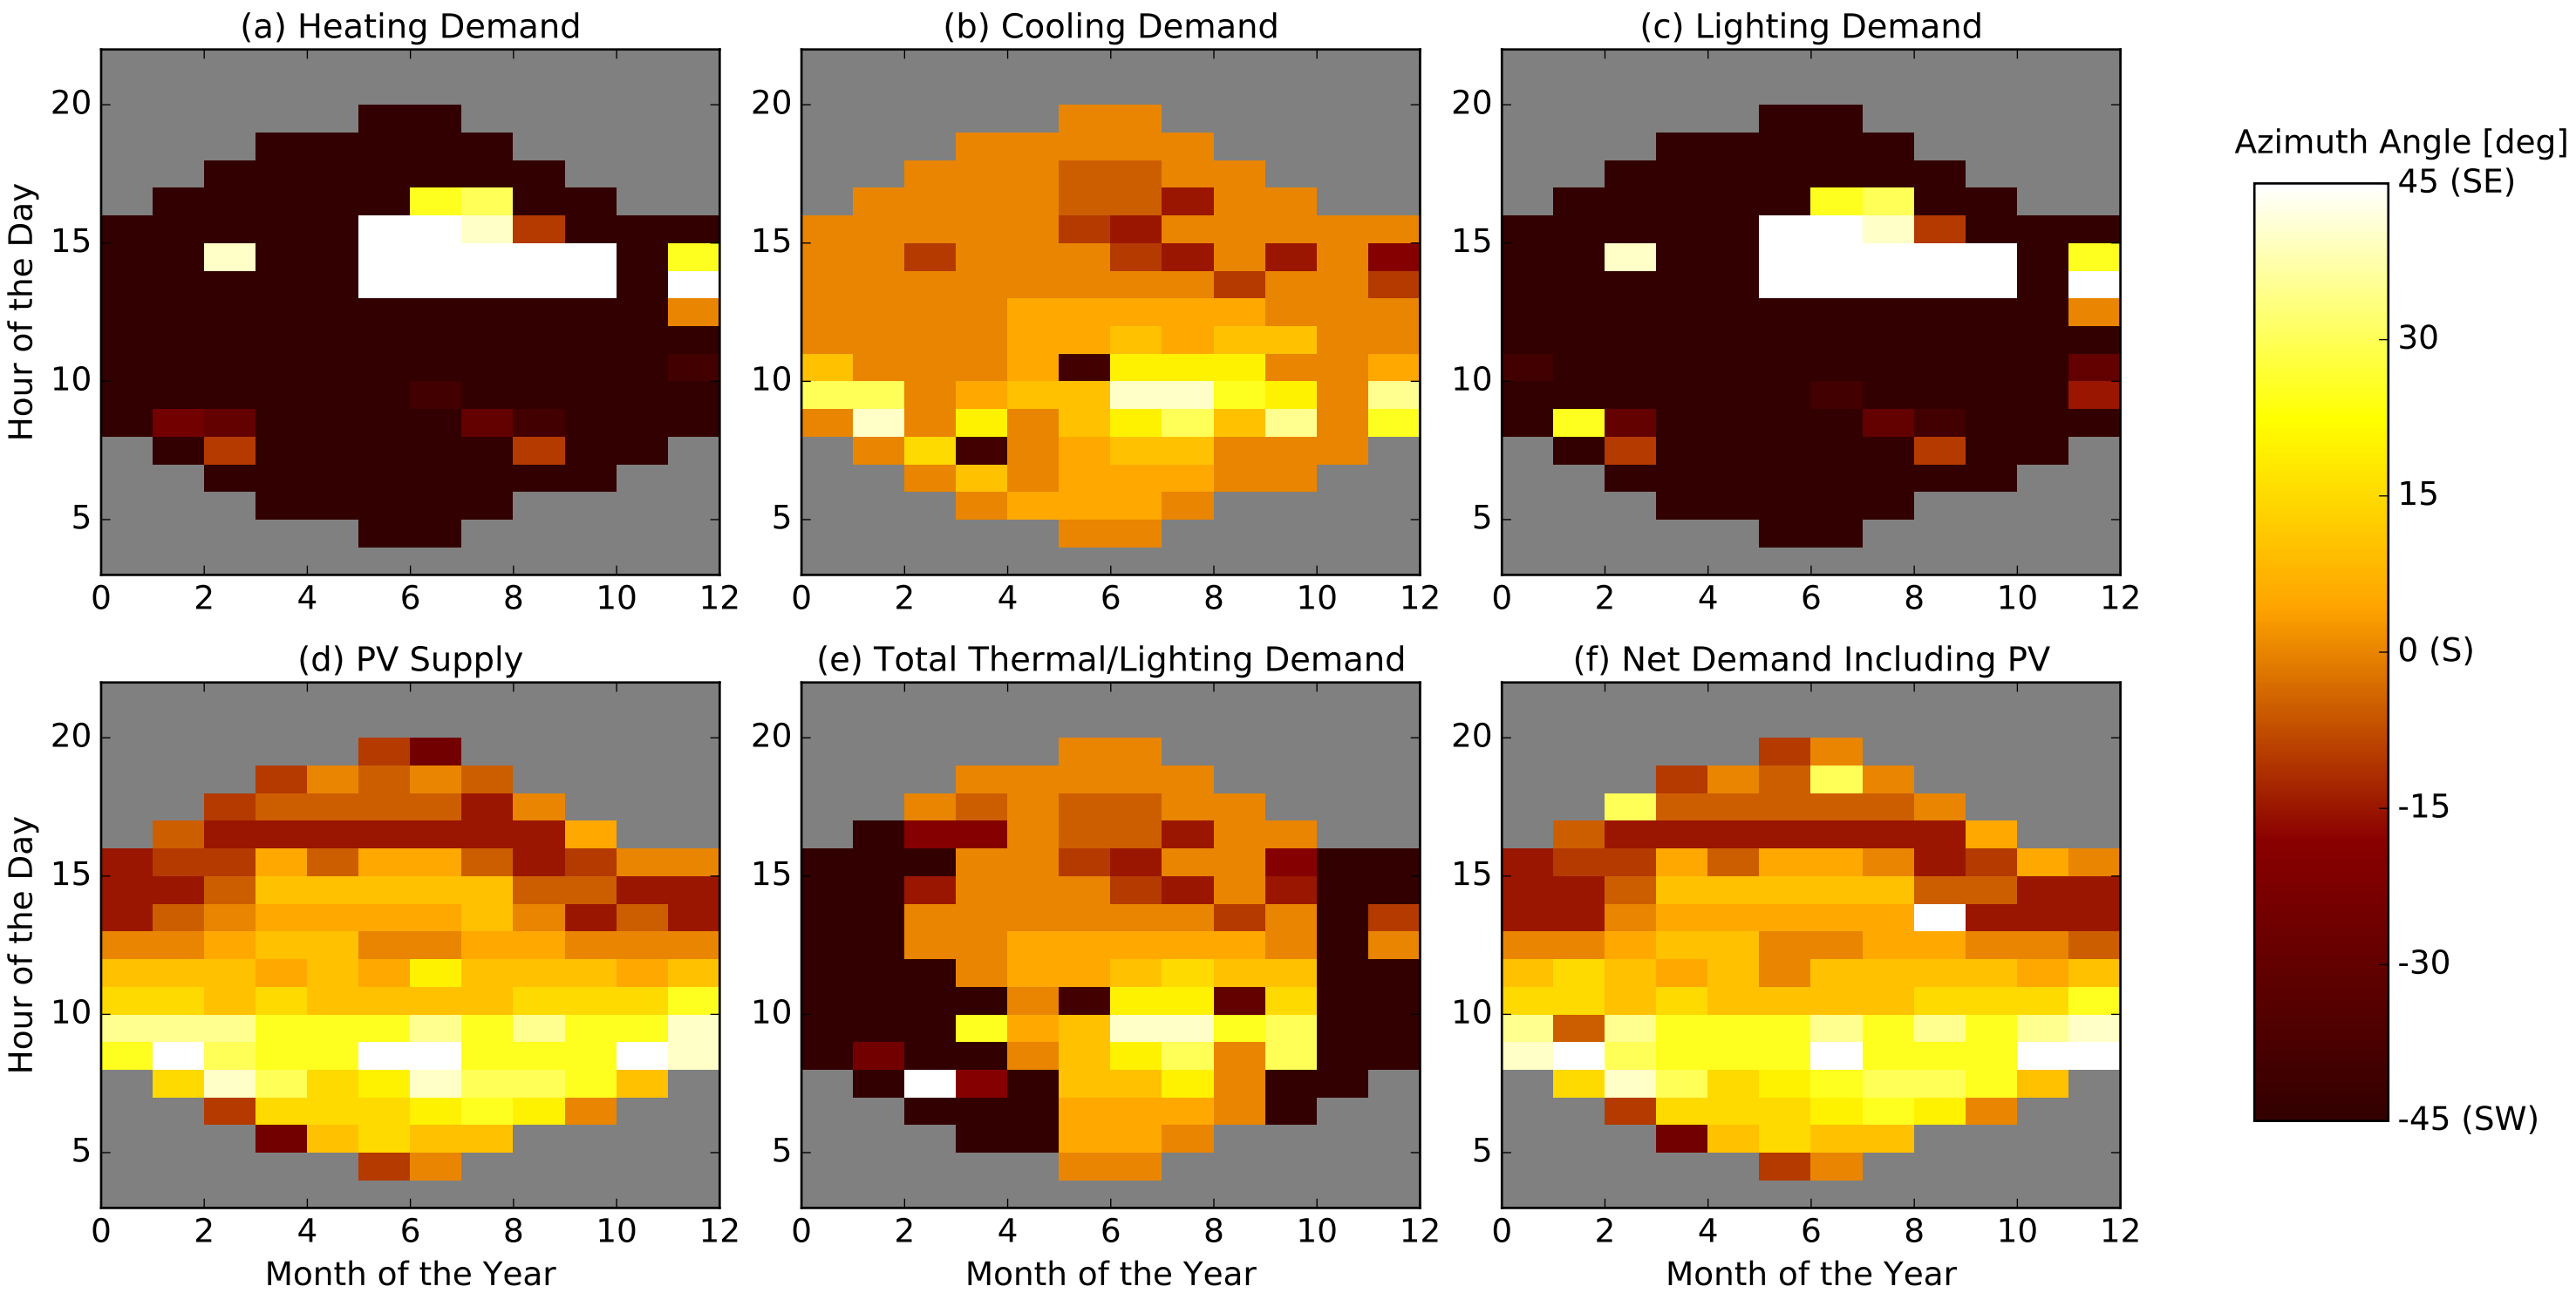 (a) Heating Demand
(b) Cooling Demand
(c) Lighting Demand
Hour of the Day
20
15
10
5
0 2 4 6 8 10 12
20
15
10
5
0 2 4 6 8 10 12
20
15
10
5
0 2 4 6 8 10 12
(d) PV Supply
(e) Total Thermal/Lighting Demand
(f) Net Demand Including PV
Hour of the Day
20
15
10
5
0 2 4 6 8 10 12
Month of the Year
20
15
10
5
0 2 4 6 8 10 12
Month of the Year
20
15
10
5
0 2 4 6 8 10 12
Month of the Year
Azimuth Angle [deg]
45 (SE)
30
15
0 (S)
-15
-30
-45 (SW)